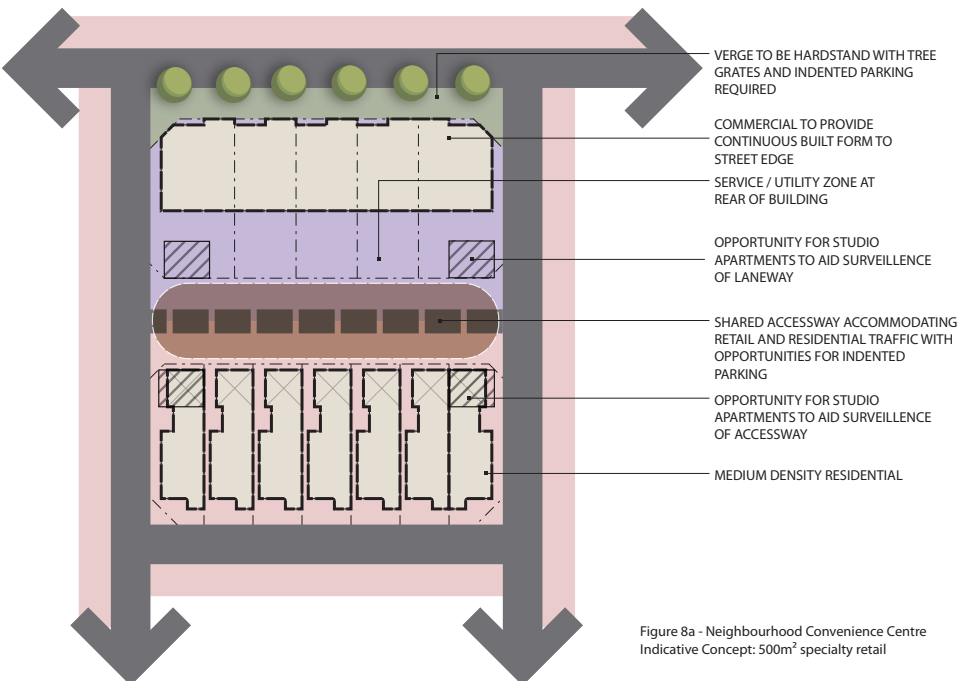 VERGE TO BE HARDSTAND WITH TREE
GRATES AND INDENTED PARKING
REQUIRED
COMMERCIAL TO PROVIDE
CONTINUOUS BUILT FORM TO
STREET EDGE
SERVICE / UTILITY ZONE AT
REAR OF BUILDING
OPPORTUNITY FOR STUDIO
APARTMENTS TO AID SURVEILLENCE
OF LANEWAY
SHARED ACCESSWAY ACCOMMODATING
RETAIL AND RESIDENTIAL TRAFFIC WITH
OPPORTUNITIES FOR INDENTED
PARKING
OPPORTUNITY FOR STUDIO
APARTMENTS TO AID SURVEILLENCE
OF ACCESSWAY
MEDIUM DENSITY RESIDENTIAL
Figure 8a - Neighbourhood Convenience Centre
Indicative Concept: 500m² specialty retail